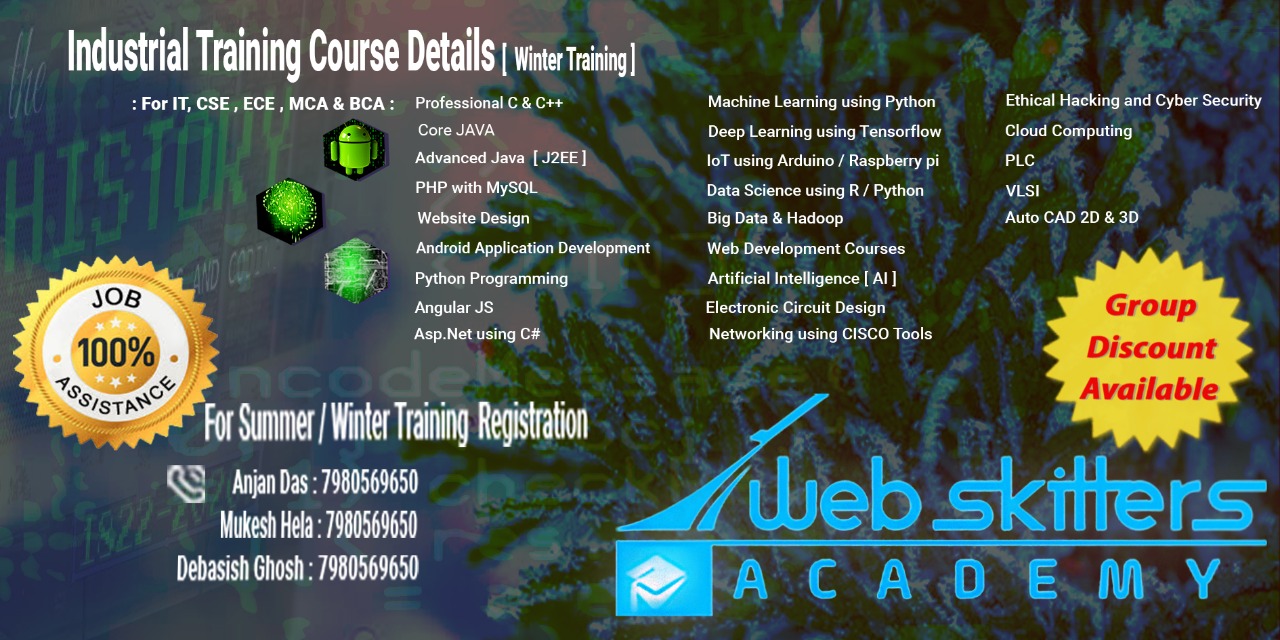 Industrial Training Course Details [ Winter Training ]
: For IT, CSE , ECE , MCA & BCA :
Professional C & C++
Core JAVA
Advanced Java [ J2EE ]
PHP with MySQL
Website Design
Android Application Development
Python Programming
Angular JS
Asp.Net using C#
Machine Learning using Python
Deep Learning using Tensorflow
IoT using Arduino / Raspberry pi
Data Science using R / Python
Big Data & Hadoop
Web Development Courses
Artificial Intelligence [ AI ]
Electronic Circuit Design
Networking using CISCO Tools
Ethical Hacking and Cyber Security
Cloud Computing
PLC
VLSI
Auto CAD 2D & 3D
JOB
100%
ASSISTANCE
Group
Discount
Available
For Summer / Winter Training Registration
Anjan Das : 7980569650
Mukesh Hela : 7980569650
Debasish Ghosh : 7980569650
web skitters
ACADEMY
the
HISTORY
AND